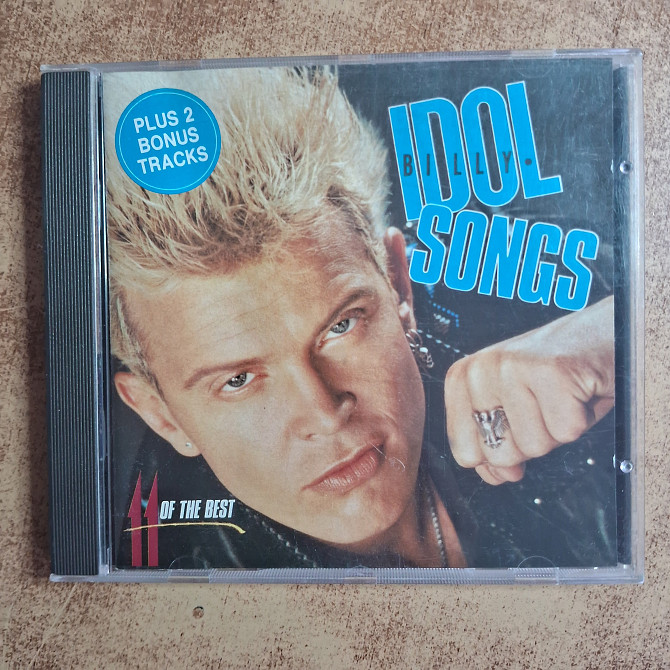 PLUS 2
BONUS
TRACKS
IDOL
BILLY
SONGS
11 OF THE BEST